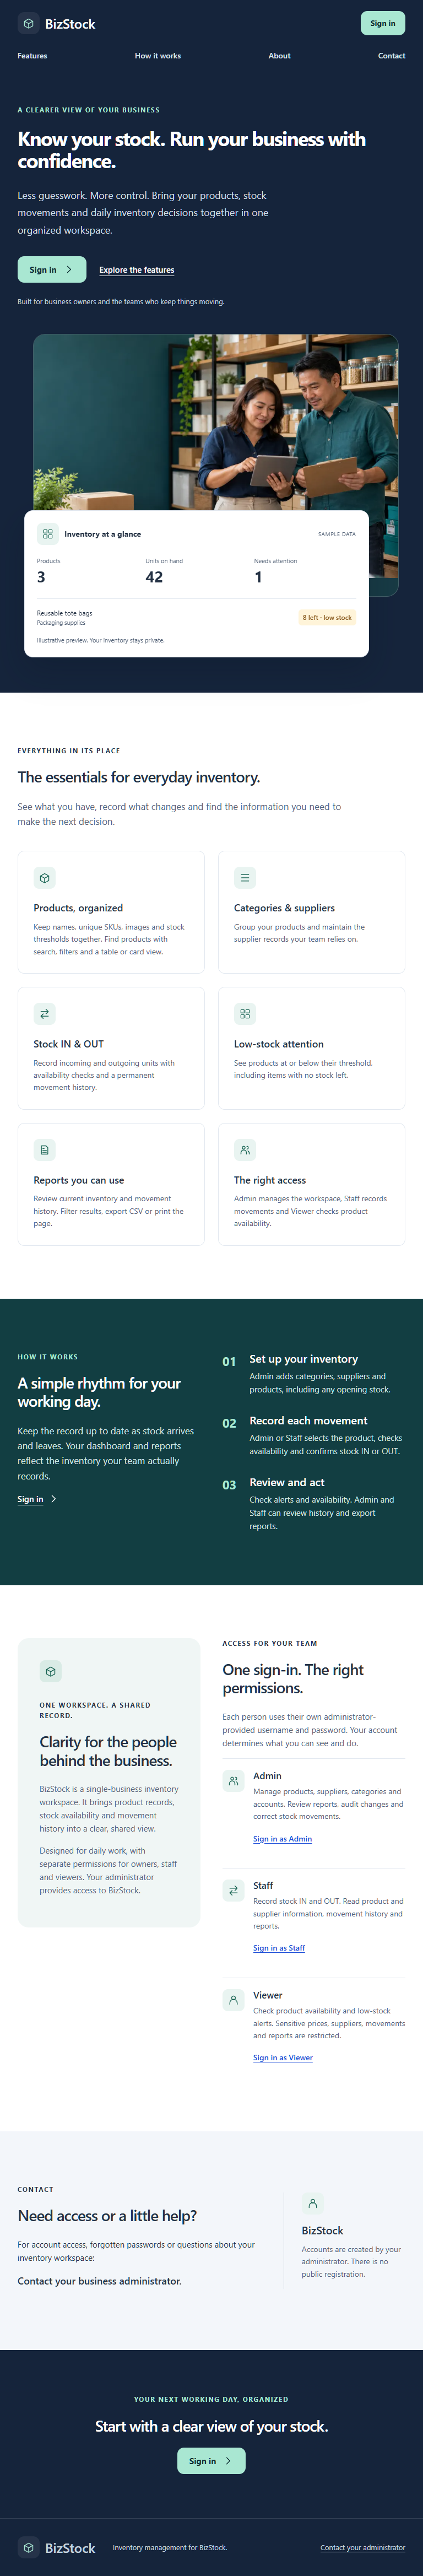 BizStock
Sign in
Features
How it works
About
Contact
A CLEARER VIEW OF YOUR BUSINESS
Know your stock. Run your business with
confidence.
Less guesswork. More control. Bring your products, stock
movements and daily inventory decisions together in one
organized workspace.
Sign in
Explore the features
Built for business owners and the teams who keep things moving.
Inventory at a glance
SAMPLE DATA
Products
Units on hand
Needs attention
3
42
1
Reusable tote bags
Packaging supplies
8 left · low stock
Illustrative preview. Your inventory stays private.
EVERYTHING IN ITS PLACE
The essentials for everyday inventory.
See what you have, record what changes and find the information you need to
make the next decision.
Products, organized
Keep names, unique SKUs, images and stock
thresholds together. Find products with
search, filters and a table or card view.
Categories & suppliers
Group your products and maintain the
supplier records your team relies on.
Stock IN & OUT
Record incoming and outgoing units with
availability checks and a permanent
movement history.
Low-stock attention
See products at or below their threshold,
including items with no stock left.
Reports you can use
Review current inventory and movement
history. Filter results, export CSV or print the
page.
The right access
Admin manages the workspace, Staff records
movements and Viewer checks product
availability.
HOW IT WORKS
A simple rhythm for your
working day.
Keep the record up to date as stock arrives
and leaves. Your dashboard and reports
reflect the inventory your team actually
records.
Sign in
01
Set up your inventory
Admin adds categories, suppliers and
products, including any opening stock.
02
Record each movement
Admin or Staff selects the product, checks
availability and confirms stock IN or OUT.
03
Review and act
Check alerts and availability. Admin and
Staff can review history and export
reports.
ONE WORKSPACE. A SHARED
RECORD.
Clarity for the people
behind the business.
BizStock is a single-business inventory
workspace. It brings product records,
stock availability and movement
history into a clear, shared view.
Designed for daily work, with
separate permissions for owners, staff
and viewers. Your administrator
provides access to BizStock.
ACCESS FOR YOUR TEAM
One sign-in. The right
permissions.
Each person uses their own administrator-
provided username and password. Your account
determines what you can see and do.
Admin
Manage products, suppliers, categories and
accounts. Review reports, audit changes and
correct stock movements.
Sign in as Admin
Staff
Record stock IN and OUT. Read product and
supplier information, movement history and
reports.
Sign in as Staff
Viewer
Check product availability and low-stock
alerts. Sensitive prices, suppliers, movements
and reports are restricted.
Sign in as Viewer
CONTACT
Need access or a little help?
For account access, forgotten passwords or questions about your
inventory workspace:
Contact your business administrator.
BizStock
Accounts are created by your
administrator. There is no
public registration.
YOUR NEXT WORKING DAY, ORGANIZED
Start with a clear view of your stock.
Sign in
BizStock
Inventory management for BizStock.
Contact your administrator